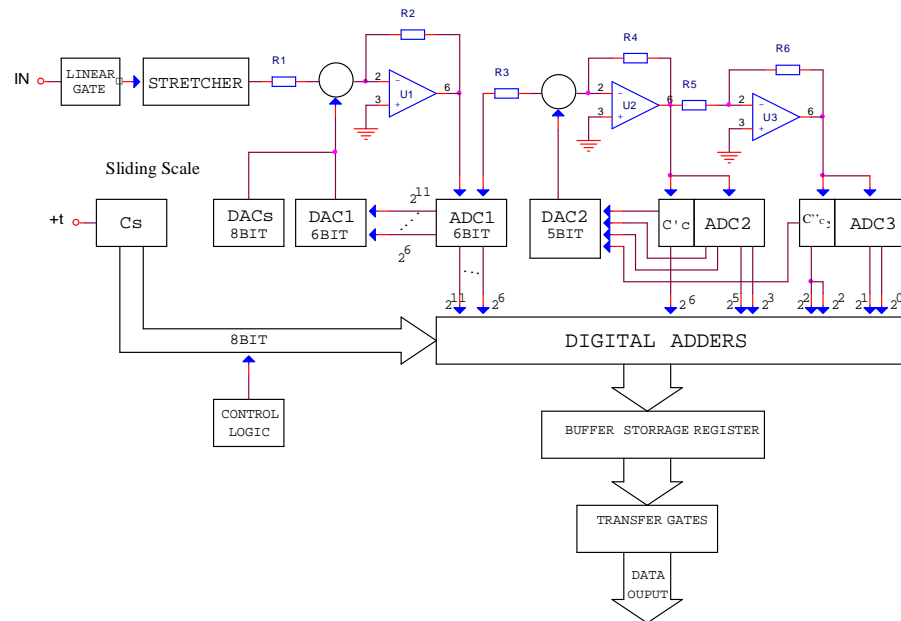 IN
LINEAR
GATE
STRETCHER
R1
R2
2
3
6
U1
R3
R4
2
3
6
U2
R5
R6
2
3
6
U3
Sliding Scale
+t
Cs
DACs
8BIT
DAC1
6BIT
2^11
2^6
ADC1
6BIT
DAC2
5BIT
C'c
ADC2
C"c
ADC3
...
2^11
2^6
2^6
2^5
2^3
2^2
2^2
2^1
2^0
8BIT
DIGITAL ADDERS
CONTROL
LOGIC
BUFFER STORRAGE REGISTER
TRANSFER GATES
DATA
OUPUT